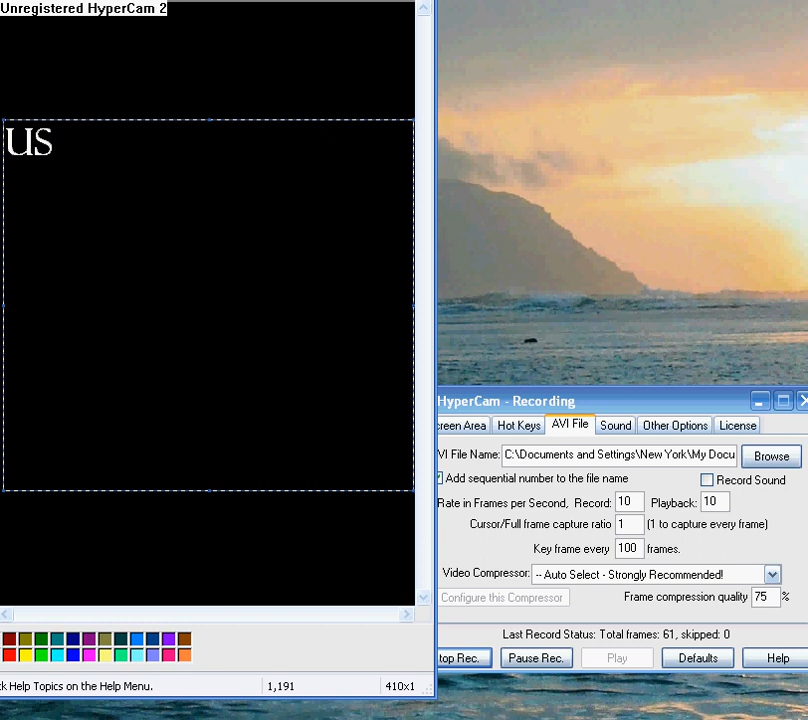 Unregistered HyperCam 2
US
HyperCam - Recording
reen Area Hot Keys AVI File Sound Other Options License
VI File Name: C:\Documents and Settings\New York\My Docu Browse
Add sequential number to the file name Record Sound
Rate in Frames per Second, Record: 10 Playback: 10
Cursor/Full frame capture ratio 1 (1 to capture every frame)
Key frame every 100 frames.
Video Compressor: -- Auto Select - Strongly Recommended!
Configure this Compressor Frame compression quality 75 %
Last Record Status: Total frames: 61, skipped: 0
top Rec. Pause Rec. Play Defaults Help
ck Help Topics on the Help Menu. 1,191 410x1